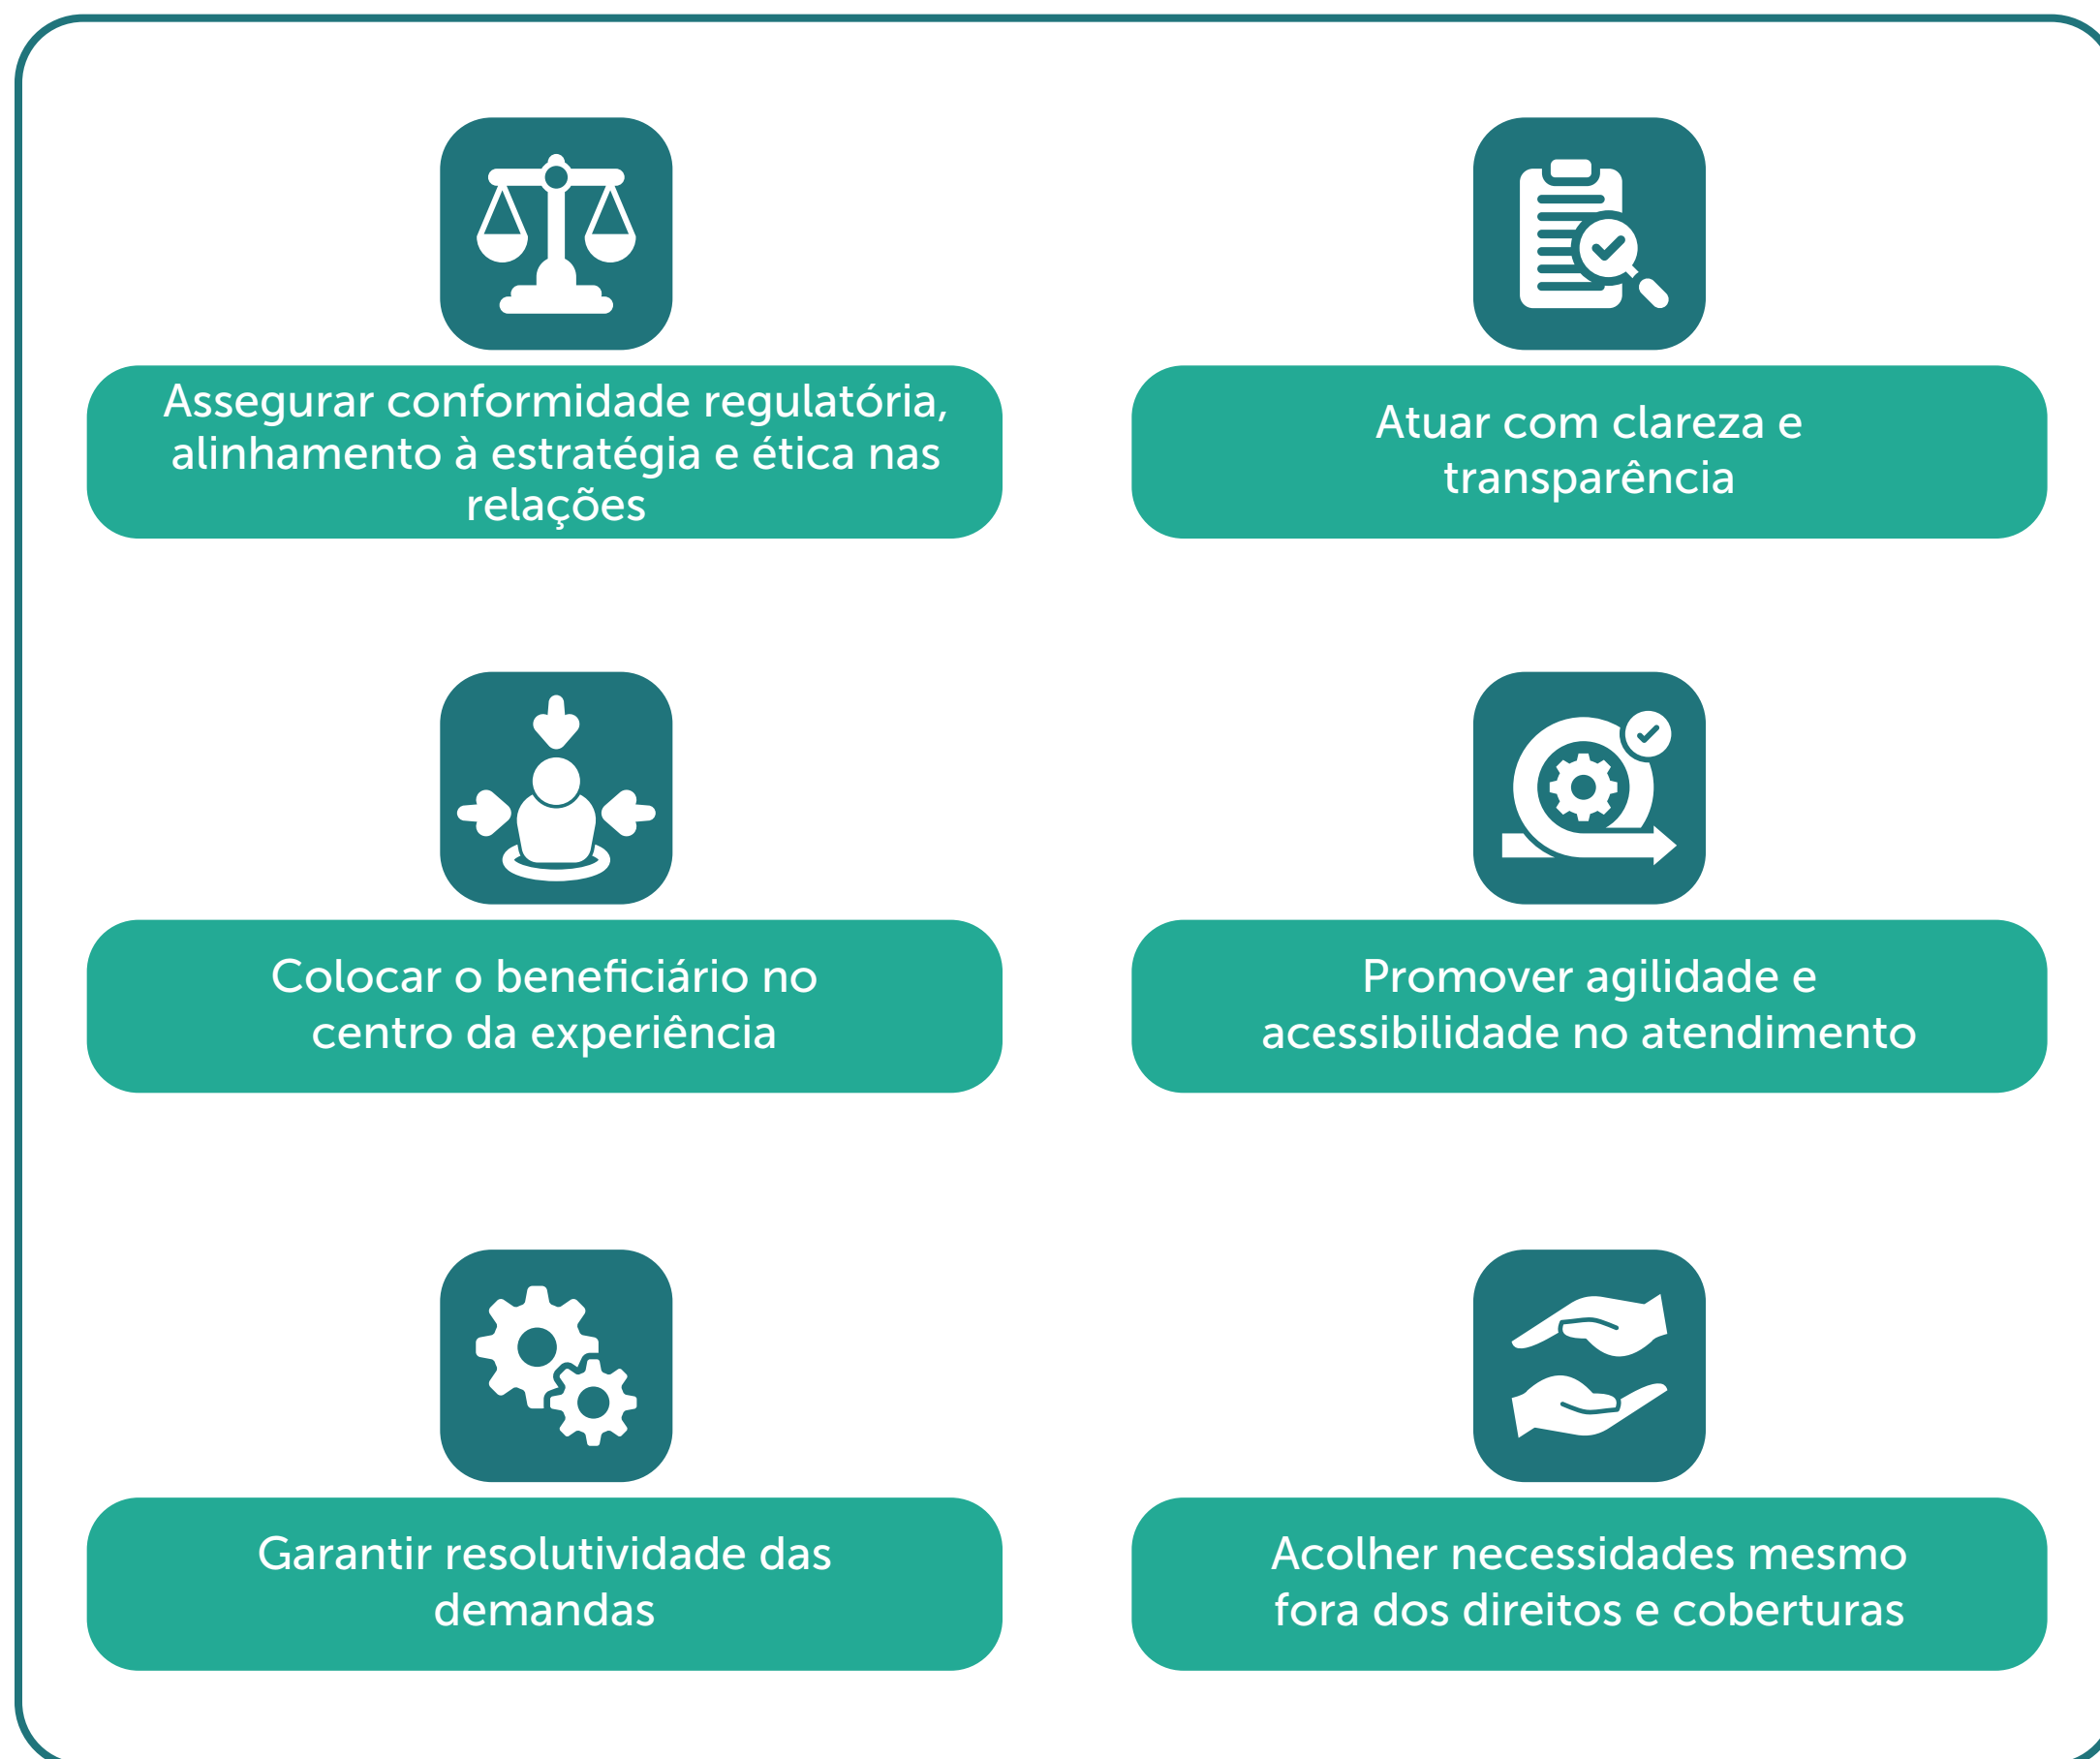 Assegurar conformidade regulatória,
alinhamento à estratégia e ética nas
relações
Atuar com clareza e
transparência
Colocar o beneficiário no
centro da experiência
Promover agilidade e
acessibilidade no atendimento
Garantir resolutividade das
demandas
Acolher necessidades mesmo
fora dos direitos e coberturas